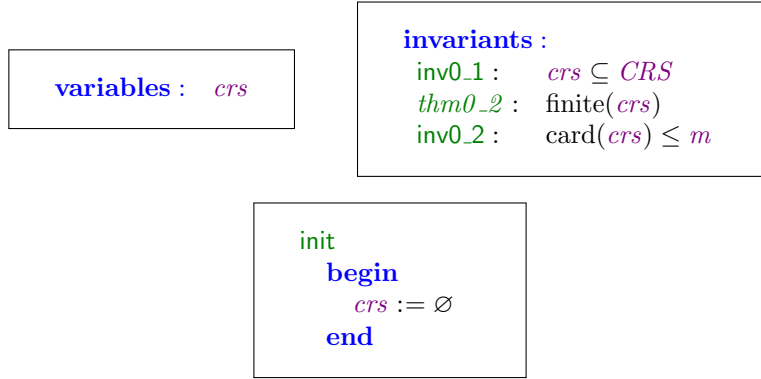 variables : crs
invariants :
inv0_1 : crs ⊆ CRS
thm0_2 : finite(crs)
inv0_2 : card(crs) ≤ m
init
begin
crs := ∅
end